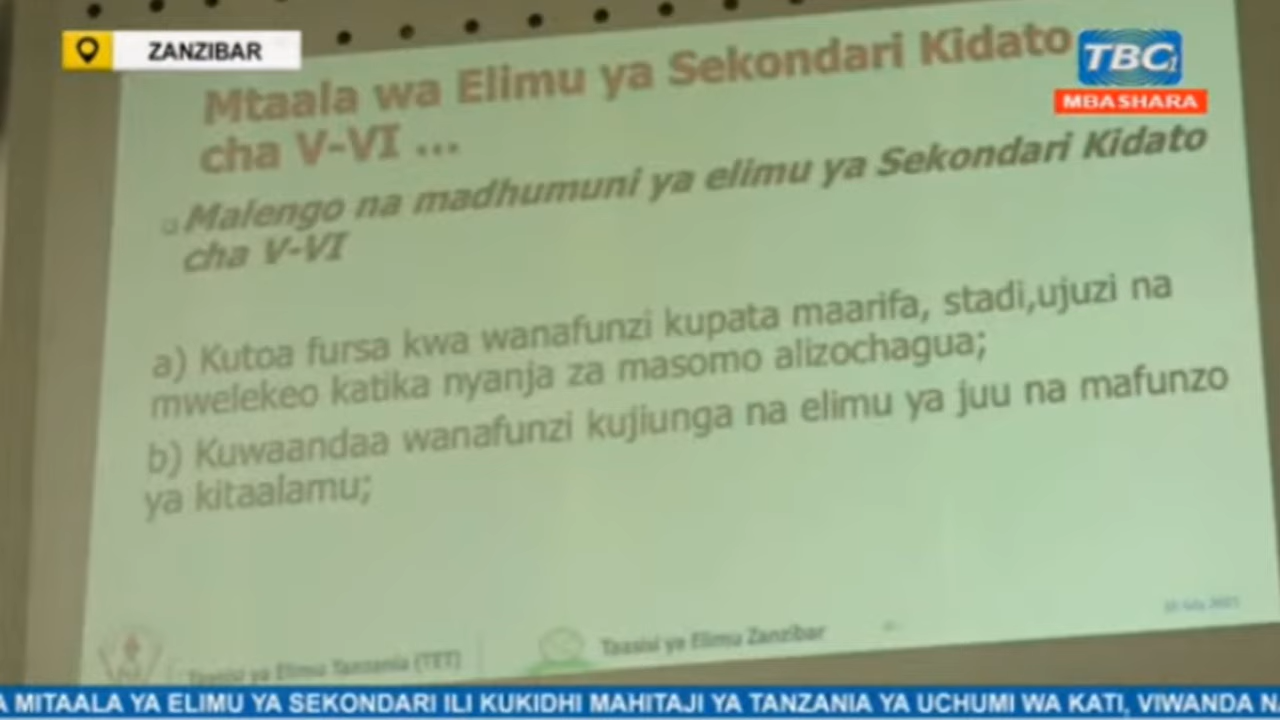 ZANZIBAR
TBC1
MBASHARA
Mtaala wa Elimu ya Sekondari Kidato
cha V-VI ...
Malengo na madhumuni ya elimu ya Sekondari Kidato
cha V-VI
a) Kutoa fursa kwa wanafunzi kupata maarifa, stadi,ujuzi na
mwelekeo katika nyanja za masomo alizochagua;
b) Kuwaandaa wanafunzi kujiunga na elimu ya juu na mafunzo
ya kitaalamu;
Taasisi ya Elimu Tanzania (TET)
Taasisi ya Elimu Zanzibar
A MITAALA YA ELIMU YA SEKONDARI ILI KUKIDHI MAHITAJI YA TANZANIA YA UCHUMI WA KATI, VIWANDA NA